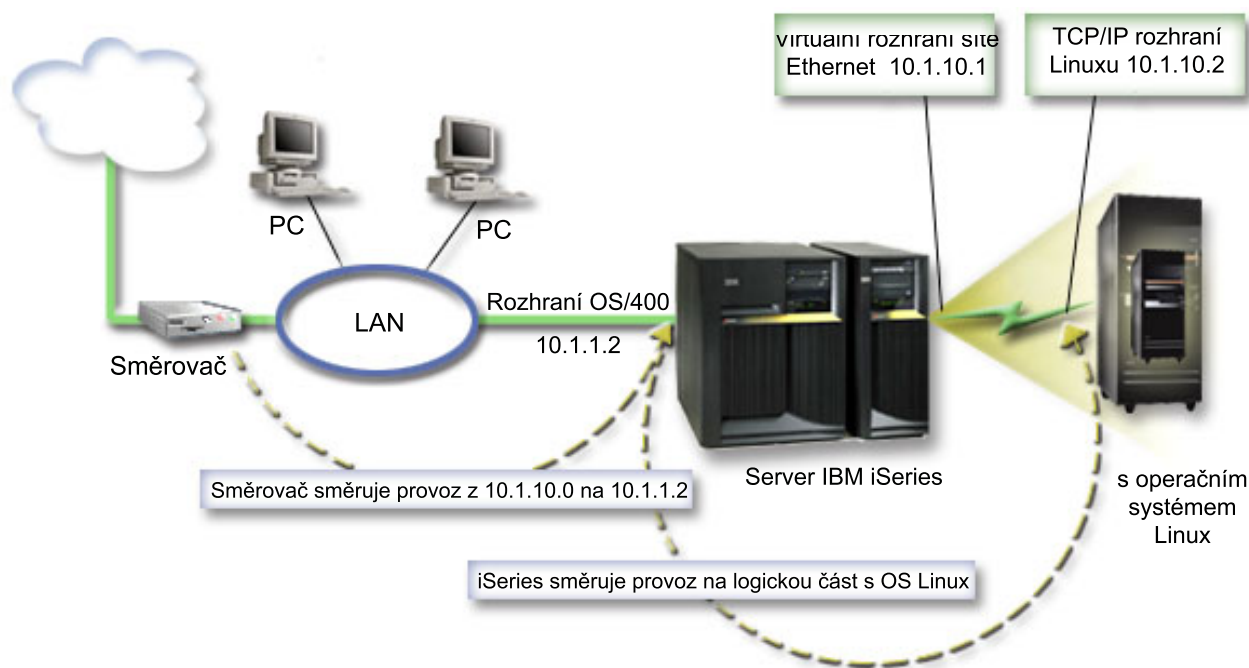 Virtuální rozhraní sítě
Ethernet 10.1.10.1
TCP/IP rozhraní
Linuxu 10.1.10.2
PC
PC
LAN
Rozhraní OS/400
10.1.1.2
Směrovač
Směrovač směruje provoz z 10.1.10.0 na 10.1.1.2
Server IBM iSeries
s operačním
systémem
Linux
iSeries směruje provoz na logickou část s OS Linux